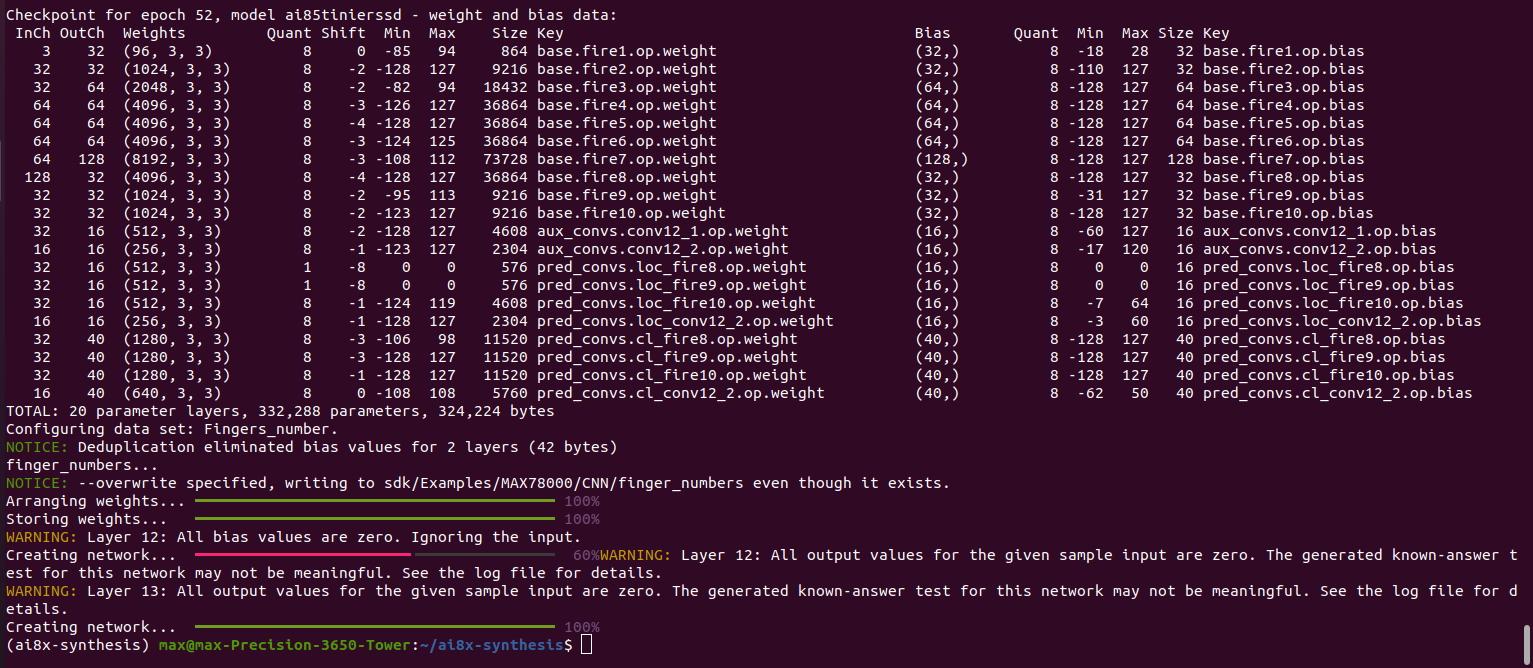 Checkpoint for epoch 52, model ai85tinierssd - weight and bias data:
 InCh OutCh  Weights         Quant Shift  Min  Max    Size Key                                       Bias       Quant  Min  Max Size Key
    3    32  (96, 3, 3)          8     0  -85   94     864 base.fire1.op.weight                      (32,)          8  -18   28   32 base.fire1.op.bias
   32    32  (1024, 3, 3)        8    -2 -128  127    9216 base.fire2.op.weight                      (32,)          8 -110  127   32 base.fire2.op.bias
   32    64  (2048, 3, 3)        8    -2  -82   94   18432 base.fire3.op.weight                      (64,)          8 -128  127   64 base.fire3.op.bias
   64    64  (4096, 3, 3)        8    -3 -126  127   36864 base.fire4.op.weight                      (64,)          8 -128  127   64 base.fire4.op.bias
   64    64  (4096, 3, 3)        8    -4 -128  127   36864 base.fire5.op.weight                      (64,)          8 -128  127   64 base.fire5.op.bias
   64    64  (4096, 3, 3)        8    -3 -124  125   36864 base.fire6.op.weight                      (64,)          8 -128  127   64 base.fire6.op.bias
   64   128  (8192, 3, 3)        8    -3 -108  112   73728 base.fire7.op.weight                      (128,)         8 -128  127  128 base.fire7.op.bias
  128    32  (4096, 3, 3)        8    -4 -128  127   36864 base.fire8.op.weight                      (32,)          8 -128  127   32 base.fire8.op.bias
   32    32  (1024, 3, 3)        8    -2  -95  113    9216 base.fire9.op.weight                      (32,)          8  -31  127   32 base.fire9.op.bias
   32    32  (1024, 3, 3)        8    -2 -123  127    9216 base.fire10.op.weight                     (32,)          8 -128  127   32 base.fire10.op.bias
   32    16  (512, 3, 3)         8    -2 -128  127    4608 aux_convs.conv12_1.op.weight              (16,)          8  -60  127   16 aux_convs.conv12_1.op.bias
   16    16  (256, 3, 3)         8    -1 -123  127    2304 aux_convs.conv12_2.op.weight              (16,)          8  -17  120   16 aux_convs.conv12_2.op.bias
   32    16  (512, 3, 3)         1    -8    0    0     576 pred_convs.loc_fire8.op.weight            (16,)          8    0    0   16 pred_convs.loc_fire8.op.bias
   32    16  (512, 3, 3)         1    -8    0    0     576 pred_convs.loc_fire9.op.weight            (16,)          8    0    0   16 pred_convs.loc_fire9.op.bias
   32    16  (512, 3, 3)         8    -1 -124  119    4608 pred_convs.loc_fire10.op.weight           (16,)          8   -7   64   16 pred_convs.loc_fire10.op.bias
   16    16  (256, 3, 3)         8    -1 -128  127    2304 pred_convs.loc_conv12_2.op.weight         (16,)          8   -3   60   16 pred_convs.loc_conv12_2.op.bias
   32    40  (1280, 3, 3)        8    -3 -106   98   11520 pred_convs.cl_fire8.op.weight             (40,)          8 -128  127   40 pred_convs.cl_fire8.op.bias
   32    40  (1280, 3, 3)        8    -3 -128  127   11520 pred_convs.cl_fire9.op.weight             (40,)          8 -128  127   40 pred_convs.cl_fire9.op.bias
   32    40  (1280, 3, 3)        8    -1 -128  127   11520 pred_convs.cl_fire10.op.weight            (40,)          8 -128  127   40 pred_convs.cl_fire10.op.bias
   16    40  (640, 3, 3)         8     0 -108  108    5760 pred_convs.cl_conv12_2.op.weight          (40,)          8  -62   50   40 pred_convs.cl_conv12_2.op.bias
TOTAL: 20 parameter layers, 332,288 parameters, 324,224 bytes
Configuring data set: Fingers_number.
NOTICE: Deduplication eliminated bias values for 2 layers (42 bytes)
finger_numbers...
NOTICE: --overwrite specified, writing to sdk/Examples/MAX78000/CNN/finger_numbers even though it exists.
Arranging weights... 100%
Storing weights... 100%
WARNING: Layer 12: All bias values are zero. Ignoring the input.
Creating network... 60%WARNING: Layer 12: All output values for the given sample input are zero. The generated known-answer t
est for this network may not be meaningful. See the log file for details.
WARNING: Layer 13: All output values for the given sample input are zero. The generated known-answer test for this network may not be meaningful. See the log file for d
etails.
Creating network... 100%
(ai8x-synthesis) max@max-Precision-3650-Tower:~/ai8x-synthesis$